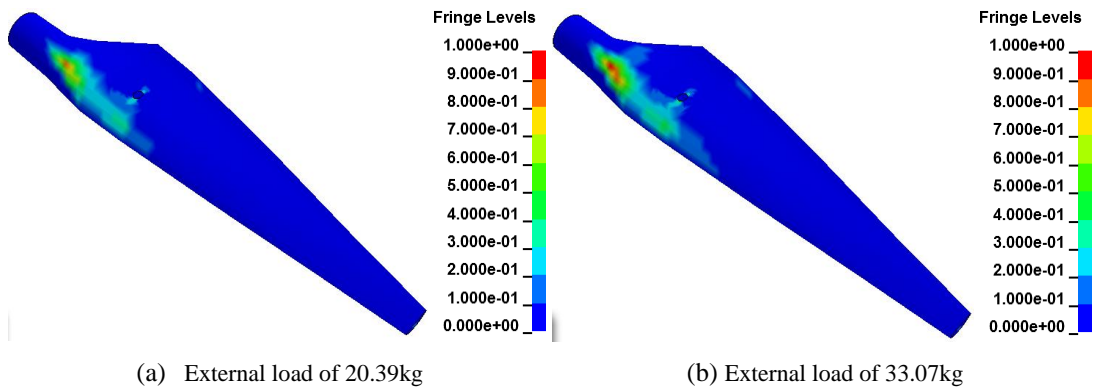 Fringe Levels
1.000e+00
9.000e-01
8.000e-01
7.000e-01
6.000e-01
5.000e-01
4.000e-01
3.000e-01
2.000e-01
1.000e-01
0.000e+00
Fringe Levels
1.000e+00
9.000e-01
8.000e-01
7.000e-01
6.000e-01
5.000e-01
4.000e-01
3.000e-01
2.000e-01
1.000e-01
0.000e+00
(a) External load of 20.39kg
(b) External load of 33.07kg